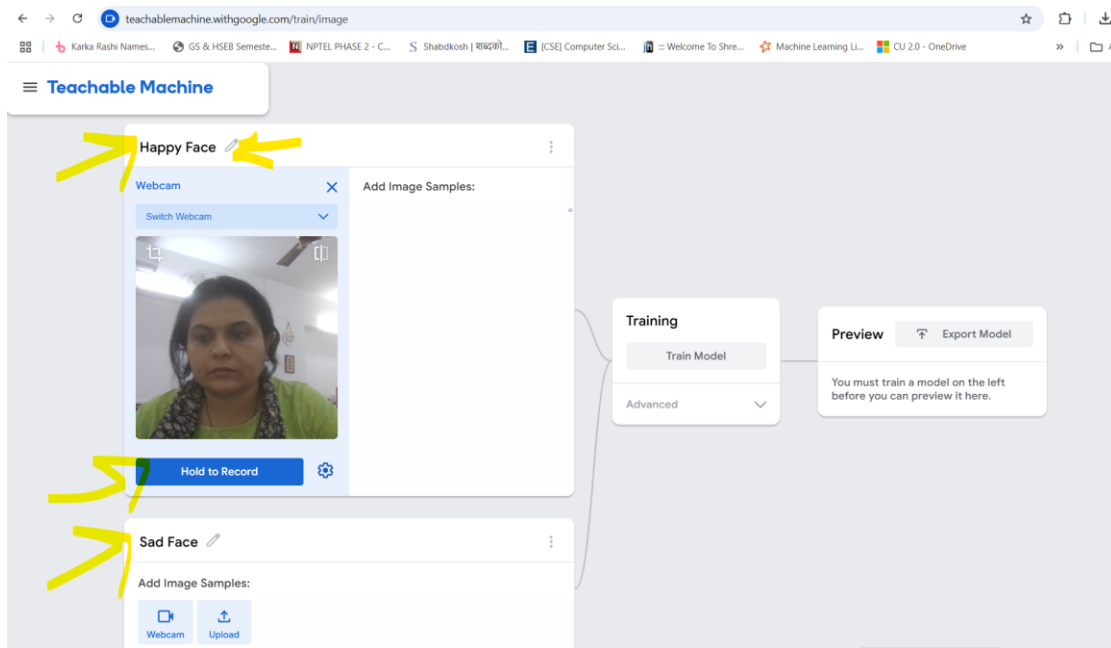 teachablemachine.withgoogle.com/train/image
Karka Rashi Names... GS & HSEB Semeste... NPTEL PHASE 2 - C... Shabdkosh | शब्दको... [CSE] Computer Sci... :: Welcome To Shre... Machine Learning Li... CU 2.0 - OneDrive »
Teachable Machine
Happy Face
Webcam
Switch Webcam
Hold to Record
Add Image Samples:
Sad Face
Add Image Samples:
Webcam Upload
Training
Train Model
Advanced
Preview Export Model
You must train a model on the left
before you can preview it here.